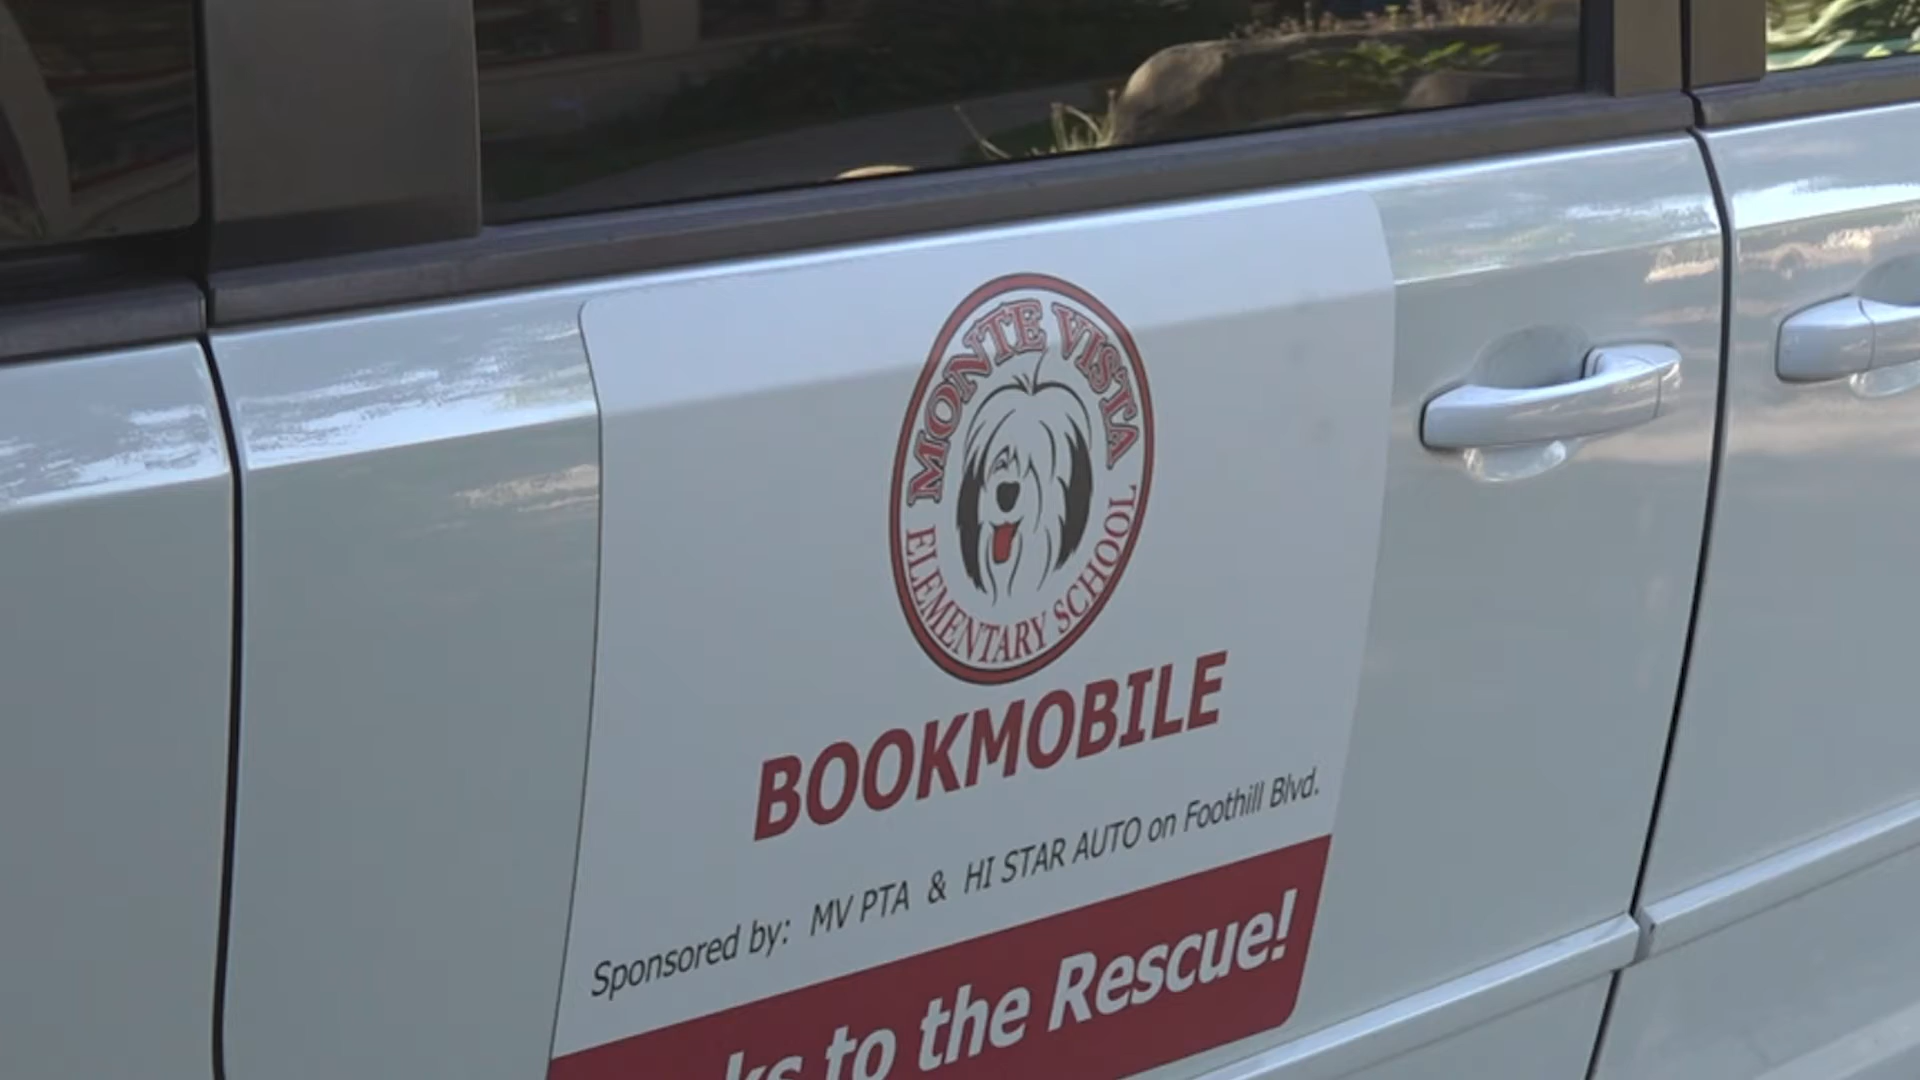 MONTE VISTA
ELEMENTARY SCHOOL
BOOKMOBILE
Sponsored by: MV PTA & HI STAR AUTO on Foothill Blvd.
to the Rescue!